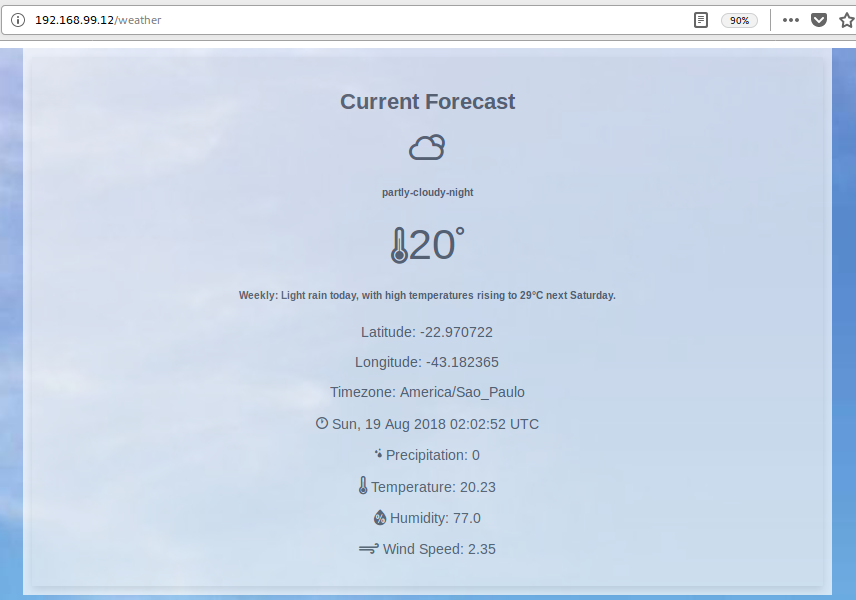 192.168.99.12/weather
90%
Current Forecast
partly-cloudy-night
20°
Weekly: Light rain today, with high temperatures rising to 29°C next Saturday.
Latitude: -22.970722
Longitude: -43.182365
Timezone: America/Sao_Paulo
Sun, 19 Aug 2018 02:02:52 UTC
Precipitation: 0
Temperature: 20.23
Humidity: 77.0
Wind Speed: 2.35